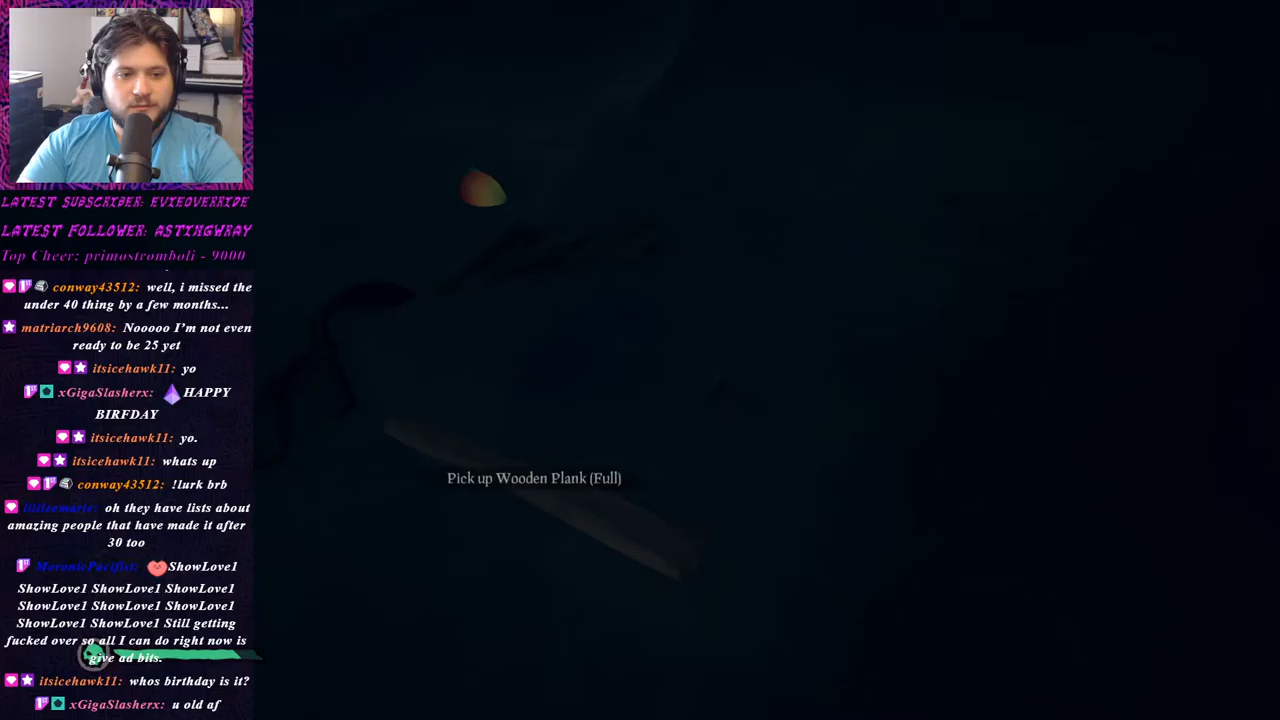 LATEST SUBSCRIBER: EVIEOVERRIDE
LATEST FOLLOWER: ASTINGWRAY
Top Cheer: primostromboli - 9000
conway43512: well, i missed the
under 40 thing by a few months...
matriarch9608: Nooooo I'm not even
ready to be 25 yet
itsicehawk11: yo
xGigaSlasherx: HAPPY
BIRFDAY
itsicehawk11: yo.
itsicehawk11: whats up
conway43512: !lurk brb
oh they have lists about
amazing people that have made it after
30 too
MoronicPacifist: ShowLove1
ShowLove1 ShowLove1 ShowLove1
ShowLove1 ShowLove1 ShowLove1
ShowLove1 ShowLove1 Still getting
fucked over so all I can do right now is
give ad bits.
itsicehawk11: whos birthday is it?
xGigaSlasherx: u old af
Pick up Wooden Plank (Full)